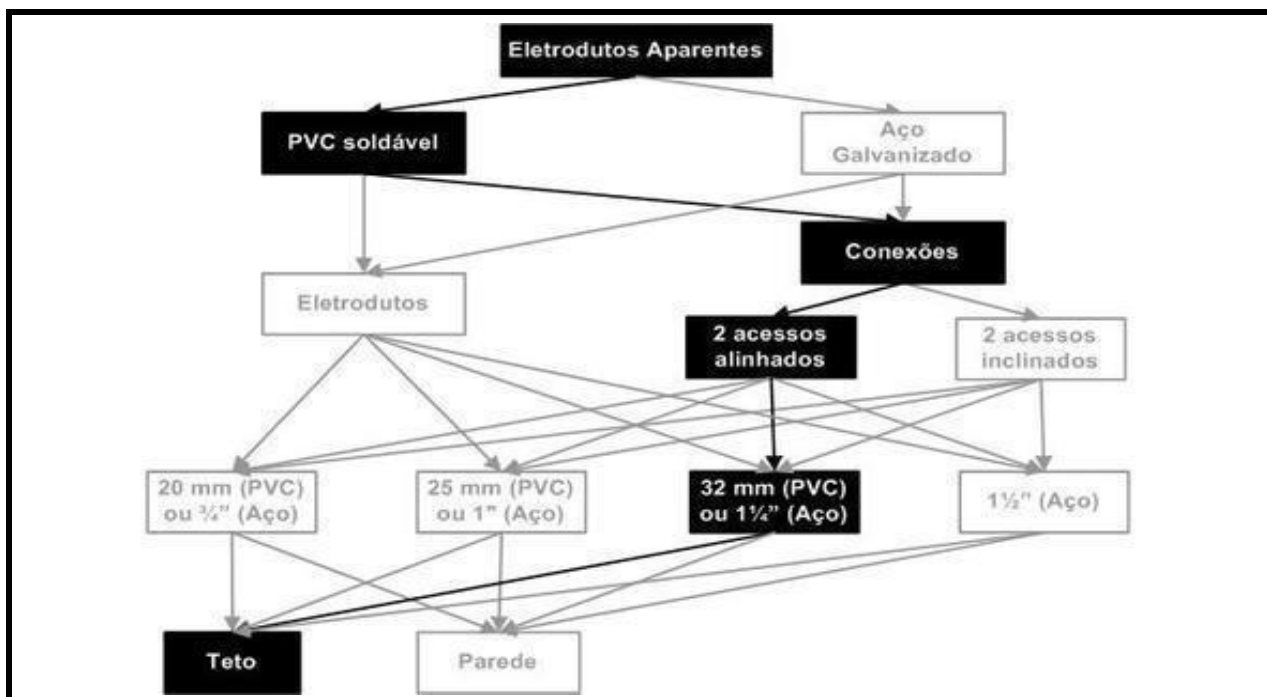 Eletrodutos Aparentes
PVC soldável
Aço
Galvanizado
Conexões
Eletrodutos
2 acessos
alinhados
2 acessos
inclinados
20 mm (PVC)
ou ¾” (Aço)
25 mm (PVC)
ou 1" (Aço)
32 mm (PVC)
ou 1¼” (Aço)
1½” (Aço)
Teto
Parede